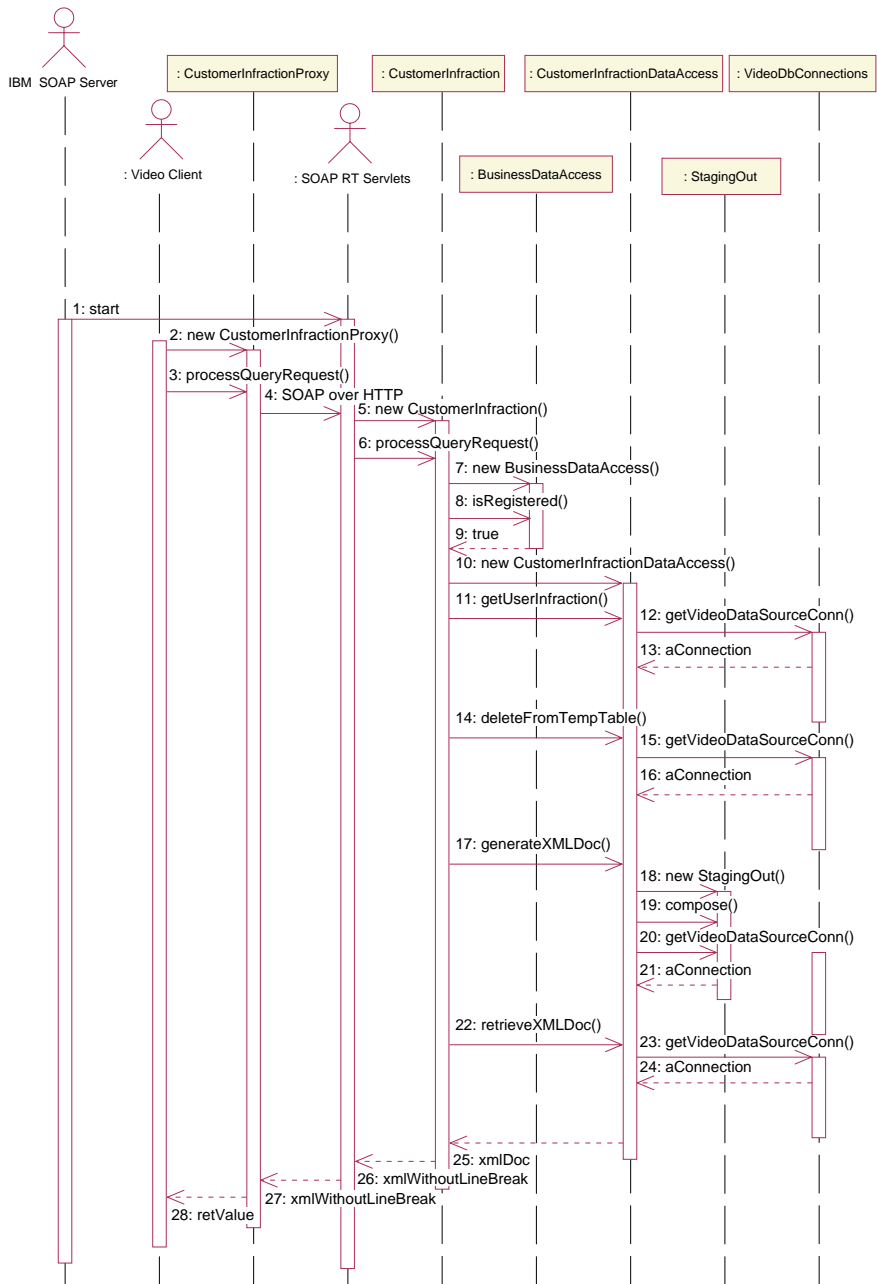 IBM SOAP Server
: CustomerInfractionProxy
: CustomerInfraction
: CustomerInfractionDataAccess
: VideoDbConnections
: Video Client
: SOAP RT Servlets
: BusinessDataAccess
: StagingOut
1: start
2: new CustomerInfractionProxy()
3: processQueryRequest()
4: SOAP over HTTP
5: new CustomerInfraction()
6: processQueryRequest()
7: new BusinessDataAccess()
8: isRegistered()
9: true
10: new CustomerInfractionDataAccess()
11: getUserInfraction()
12: getVideoDataSourceConn()
13: aConnection
14: deleteFromTempTable()
15: getVideoDataSourceConn()
16: aConnection
17: generateXMLDoc()
18: new StagingOut()
19: compose()
20: getVideoDataSourceConn()
21: aConnection
22: retrieveXMLDoc()
23: getVideoDataSourceConn()
24: aConnection
25: xmlDoc
26: xmlWithoutLineBreak
27: xmlWithoutLineBreak
28: retValue